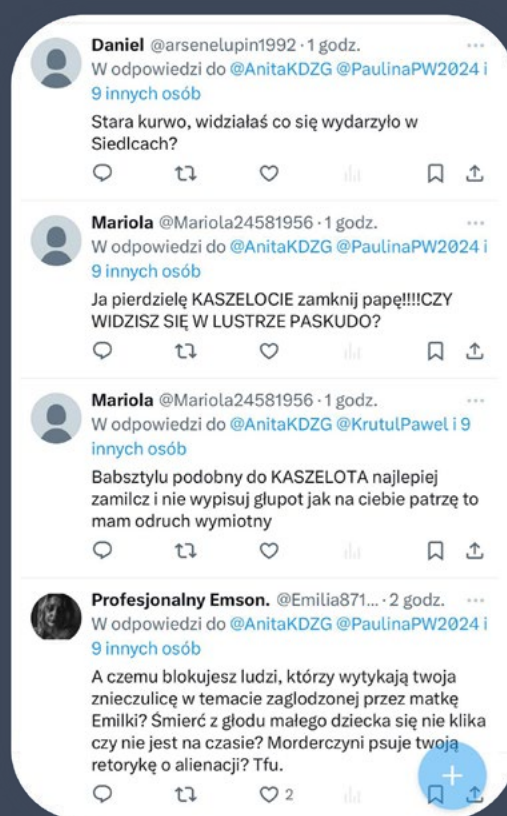 Daniel @arsenelupin1992 · 1 godz.
W odpowiedzi do @AnitaKDZG @PaulinaPW2024 i
9 innych osób
Stara kurwo, widziałaś co się wydarzyło w
Siedlcach?
Mariola @Mariola24581956 · 1 godz.
W odpowiedzi do @AnitaKDZG @PaulinaPW2024 i
9 innych osób
Ja pierdzielę KASZELOCIE zamknij papę!!!!CZY
WIDZISZ SIĘ W LUSTRZE PASKUDO?
Mariola @Mariola24581956 · 1 godz.
W odpowiedzi do @AnitaKDZG @KrutulPawel i 9
innych osób
Babsztylu podobny do KASZELOTA najlepiej
zamilcz i nie wypisuj głupot jak na ciebie patrzę to
mam odruch wymiotny
Profesjonalny Emson. @Emilia871... · 2 godz.
W odpowiedzi do @AnitaKDZG @PaulinaPW2024 i
9 innych osób
A czemu blokujesz ludzi, którzy wytykają twoja
znieczulicę w temacie zaglodzonej przez matkę
Emilki? Śmierć z głodu małego dziecka się nie klika
czy nie jest na czasie? Morderczyni psuje twoją
retorykę o alienacji? Tfu.
2